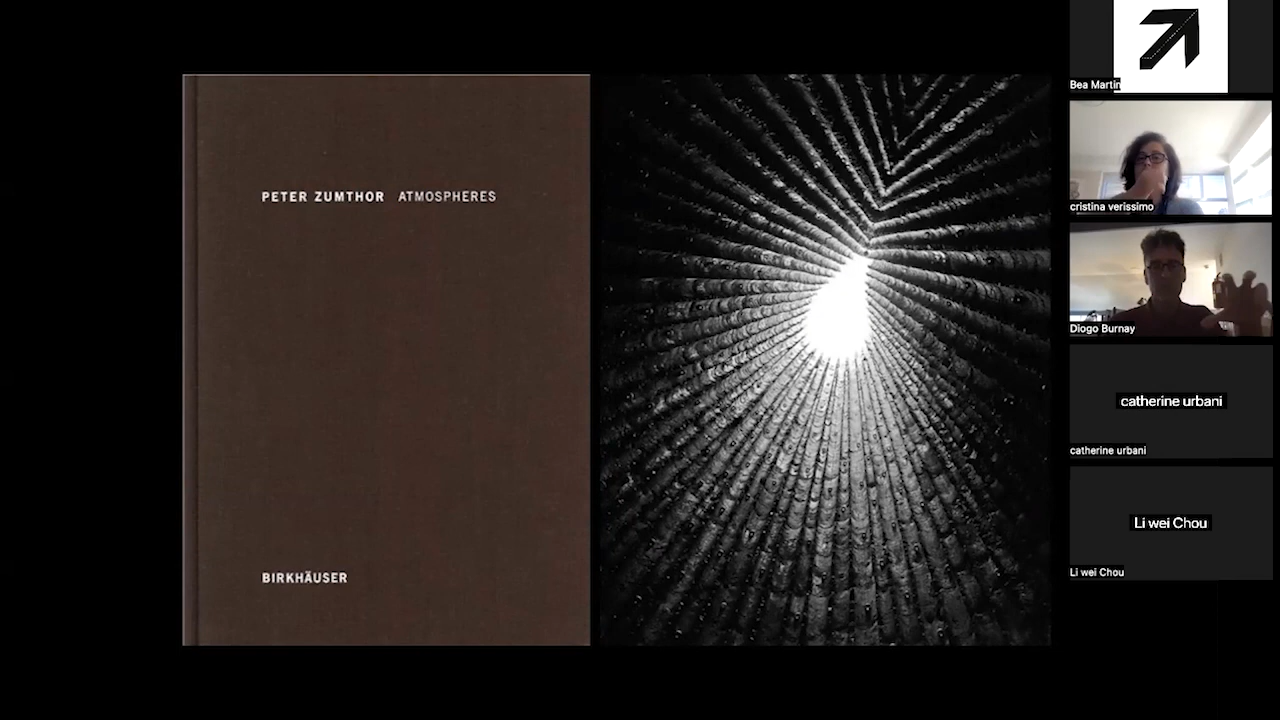 PETER ZUMTHOR ATMOSPHERES
BIRKHÄUSER
Bea Martin
cristina verissimo
Diogo Burnay
catherine urbani
catherine urbani
Li wei Chou
Li wei Chou